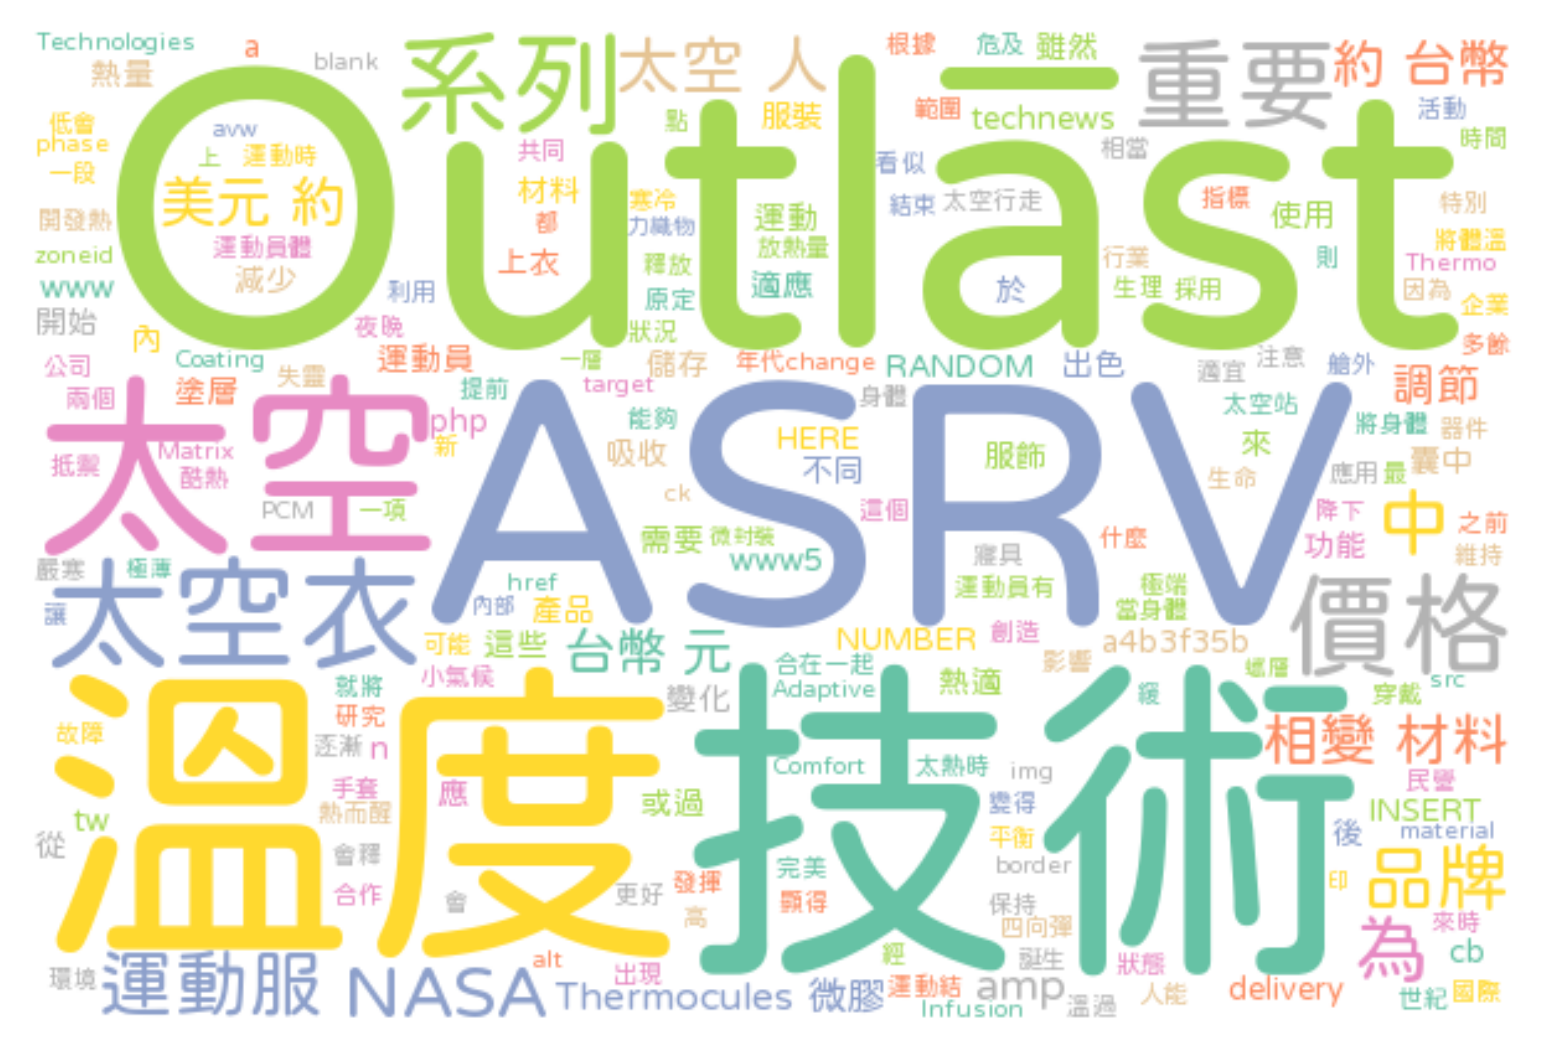 Technologies
a
blank
系列
太空 人
根據
危及
雖然
重要
約 台幣
熱量
Outlast
一
低會
phase
一段
avw
上
運動時
美元 約
運動員體
減少
點
服裝
範圍
technews
活動
時間
相當
共同
材料
都
上衣
寒冷
力織物
運動
放熱量
釋放
原定
適應
狀況
看似
結束
太空行走
於
行業
生理
採用
指標
使用
則
特別
將體溫
Thermo
因為
企業
多餘
開發熱
zoneid
www
開始
內
利用
夜晚
公司
兩個
Coating
塗層
失靈
運動員
提前
一層
target
儲存
年代
change
RANDOM
出色
適宜
注意
艙外
調節
太空
php
新
Matrix
酷熱
抵禦
PCM
一項
ASRV
能夠
吸收
ck
身體
HERE
不同
服飾
這個
太空站
來
生命
將身體
器件
囊中
應用
最
降下
功能
中
之前
維持
需要
微封裝
www5
寢具
什麼
嚴寒
極薄
讓
太空衣
href
內部
產品
運動員有
極端
當身體
價格
可能
這些
台幣 元
NUMBER
創造
a4b3f35b
影響
小氣候
合在一起
Adaptive
熱適
緩
穿戴
src
溫度
就將
研究
逐漸
n
變化
技術
相變 材料
故障
手套
熱而醒
應
或過
Comfort
太熱時
img
變得
平衡
border
民營
INSERT
material
後
tw
從
會釋
合作
會
更好
發揮
高
完美
顯得
保持
四向彈
誕生
品牌
印
為
來時
cb
環境
運動服
NASA
alt
出現
Thermocules
微膠
經
運動結
amp
Infusion
溫過
狀態
人能
delivery
世紀
國際